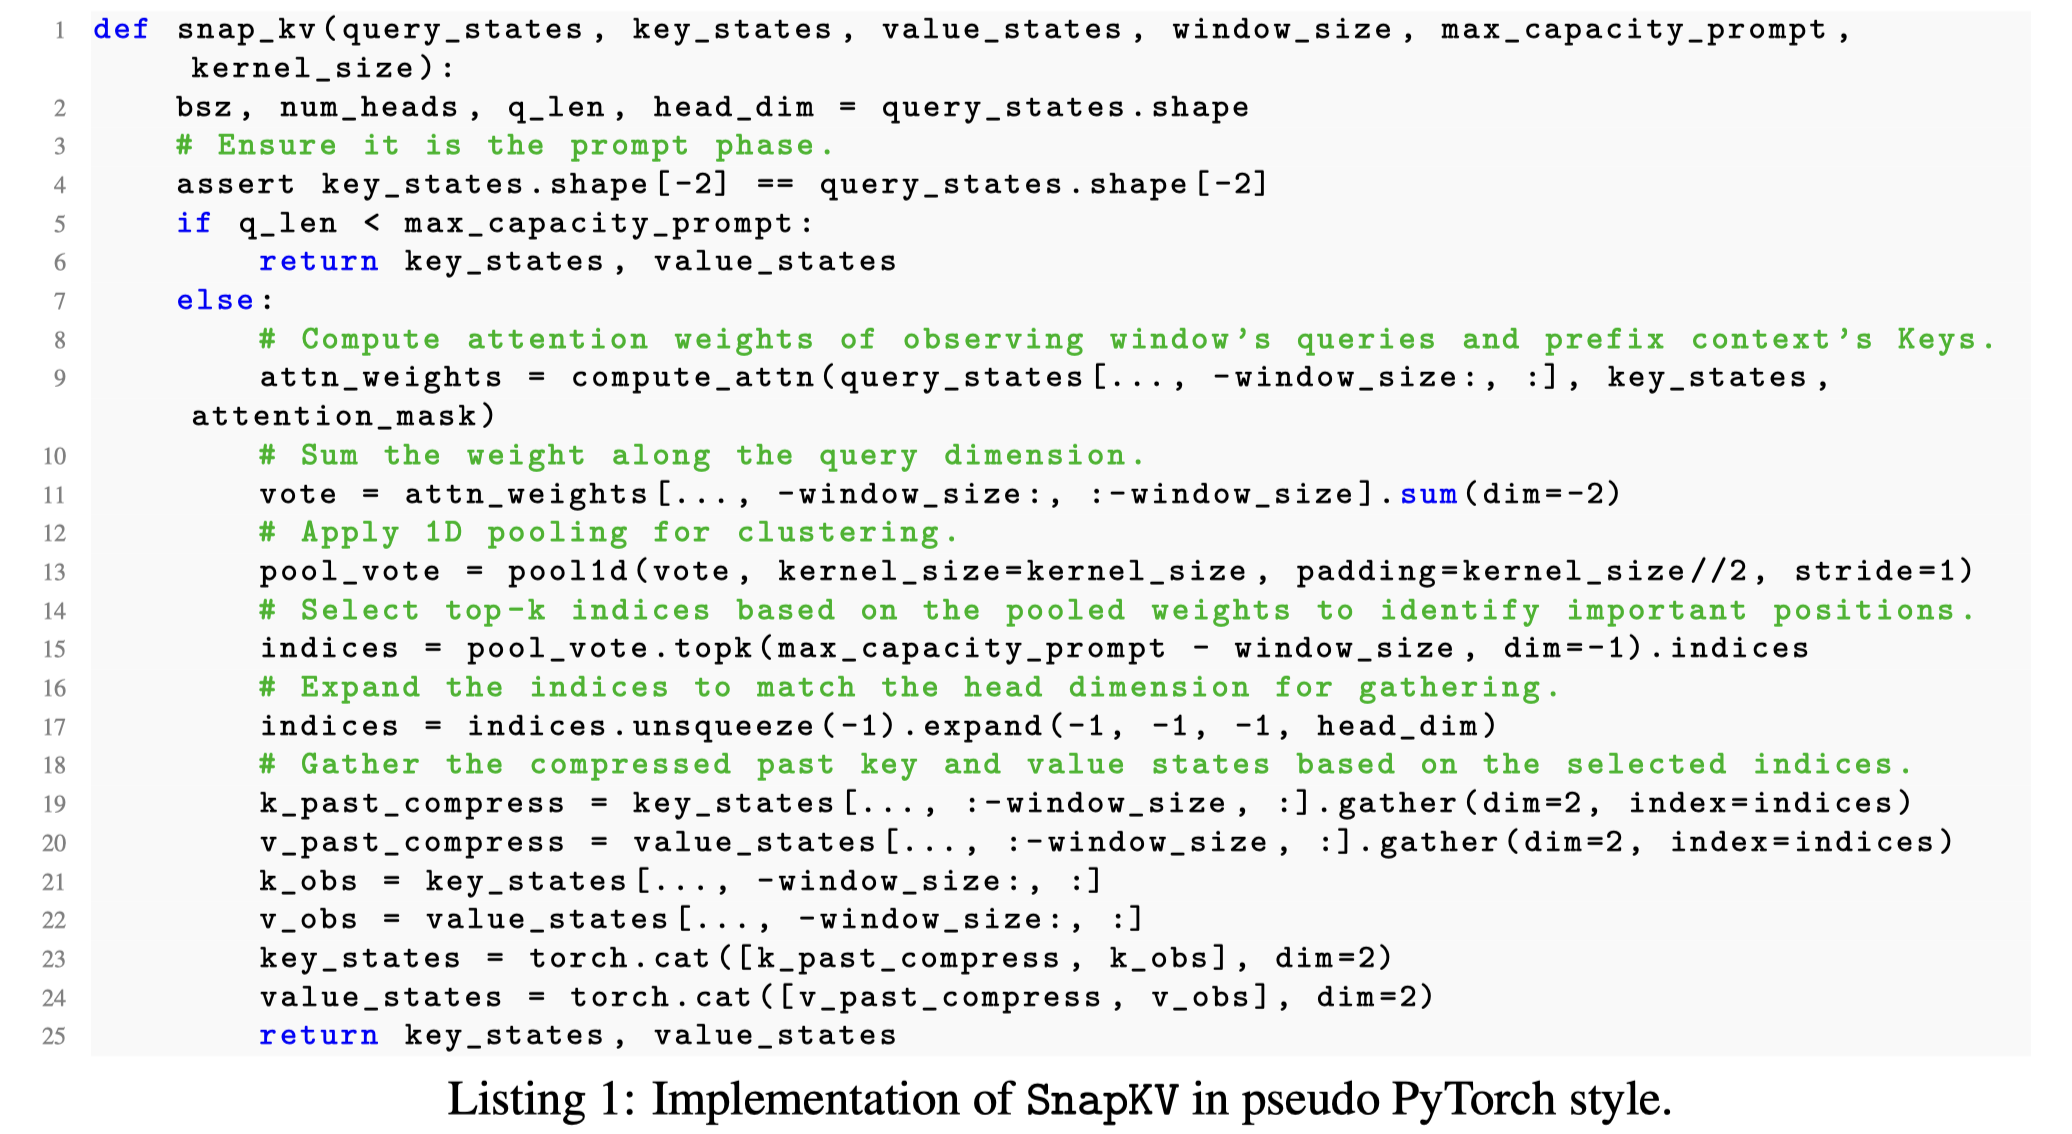 1 def snap_kv(query_states, key_states, value_states, window_size, max_capacity_prompt,
kernel_size):
2 bsz, num_heads, q_len, head_dim = query_states.shape
3 # Ensure it is the prompt phase.
4 assert key_states.shape[-2] == query_states.shape[-2]
5 if q_len < max_capacity_prompt:
6 return key_states, value_states
7 else:
8 # Compute attention weights of observing window's queries and prefix context's Keys.
9 attn_weights = compute_attn(query_states[..., -window_size:, :], key_states,
attention_mask)
10 # Sum the weight along the query dimension.
11 vote = attn_weights[..., -window_size:, :-window_size].sum(dim=-2)
12 # Apply 1D pooling for clustering.
13 pool_vote = pool1d(vote, kernel_size=kernel_size, padding=kernel_size//2, stride=1)
14 # Select top-k indices based on the pooled weights to identify important positions.
15 indices = pool_vote.topk(max_capacity_prompt - window_size, dim=-1).indices
16 # Expand the indices to match the head dimension for gathering.
17 indices = indices.unsqueeze(-1).expand(-1, -1, -1, head_dim)
18 # Gather the compressed past key and value states based on the selected indices.
19 k_past_compress = key_states[..., :-window_size, :].gather(dim=2, index=indices)
20 v_past_compress = value_states[..., :-window_size, :].gather(dim=2, index=indices)
21 k_obs = key_states[..., -window_size:, :]
22 v_obs = value_states[..., -window_size:, :]
23 key_states = torch.cat([k_past_compress, k_obs], dim=2)
24 value_states = torch.cat([v_past_compress, v_obs], dim=2)
25 return key_states, value_states
Listing 1: Implementation of SnapKV in pseudo PyTorch style.